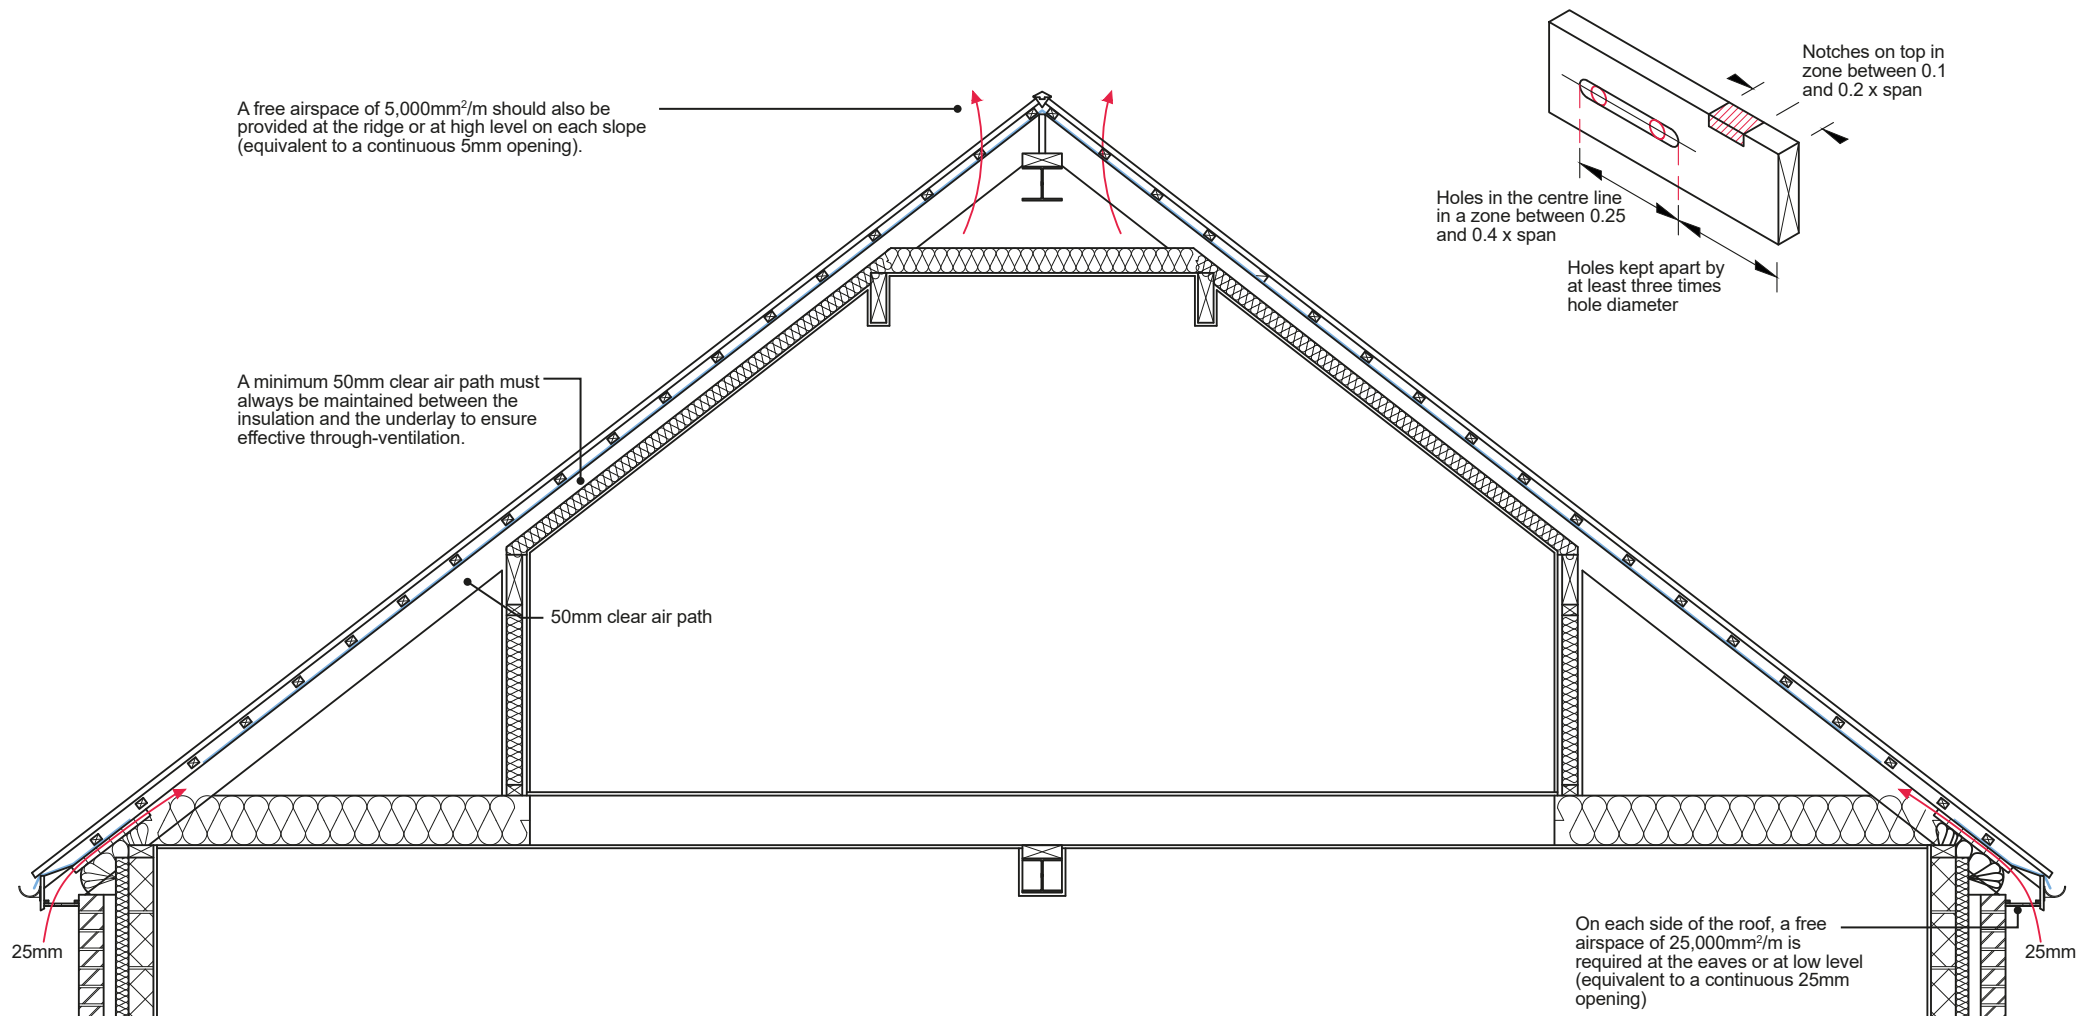 A free airspace of 5,000mm²/m should also be
provided at the ridge or at high level on each slope
(equivalent to a continuous 5mm opening).
Notches on top in
zone between 0.1
and 0.2 x span
Holes in the centre line
in a zone between 0.25
and 0.4 x span
Holes kept apart by
at least three times
hole diameter
A minimum 50mm clear air path must
always be maintained between the
insulation and the underlay to ensure
effective through-ventilation.
50mm clear air path
25mm
On each side of the roof, a free
airspace of 25,000mm²/m is
required at the eaves or at low level
(equivalent to a continuous 25mm
opening)
25mm